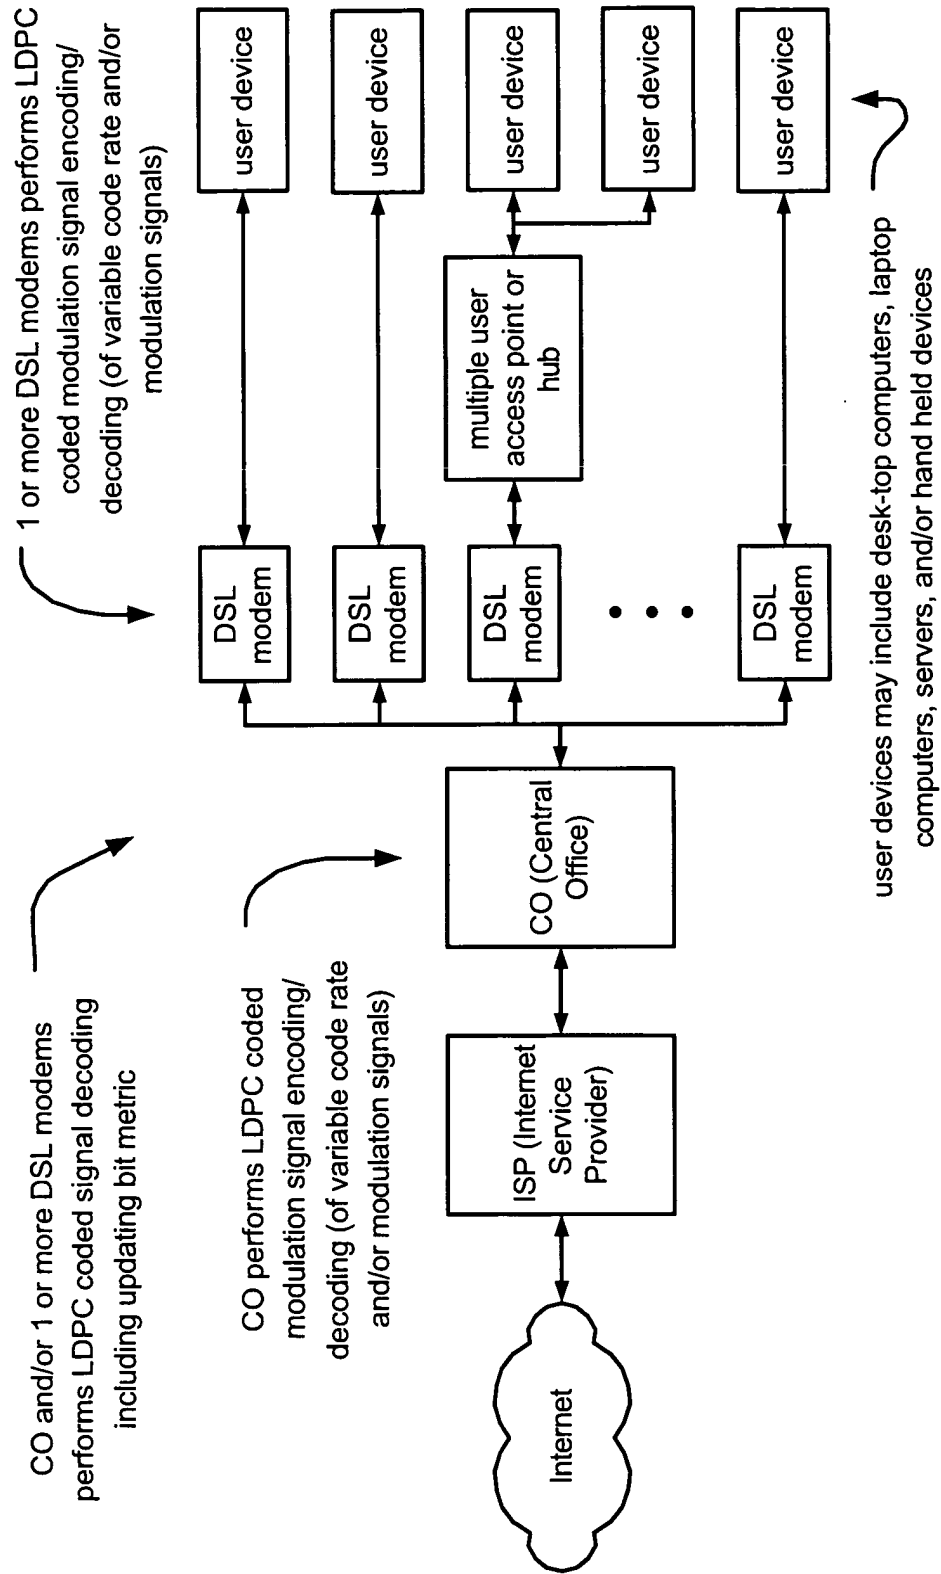 CO and/or 1 or more DSL modems
performs LDPC coded signal decoding
including updating bit metric
1 or more DSL modems performs LDPC
coded modulation signal encoding/
decoding (of variable code rate and/or
modulation signals)
CO performs LDPC coded
modulation signal encoding/
decoding (of variable code rate
and/or modulation signals)
Internet
ISP (Internet
Service
Provider)
CO (Central
Office)
DSL
modem
user device
DSL
modem
user device
DSL
modem
multiple user
access point or
hub
user device
user device
DSL
modem
user device
user devices may include desk-top computers, laptop
computers, servers, and/or hand held devices